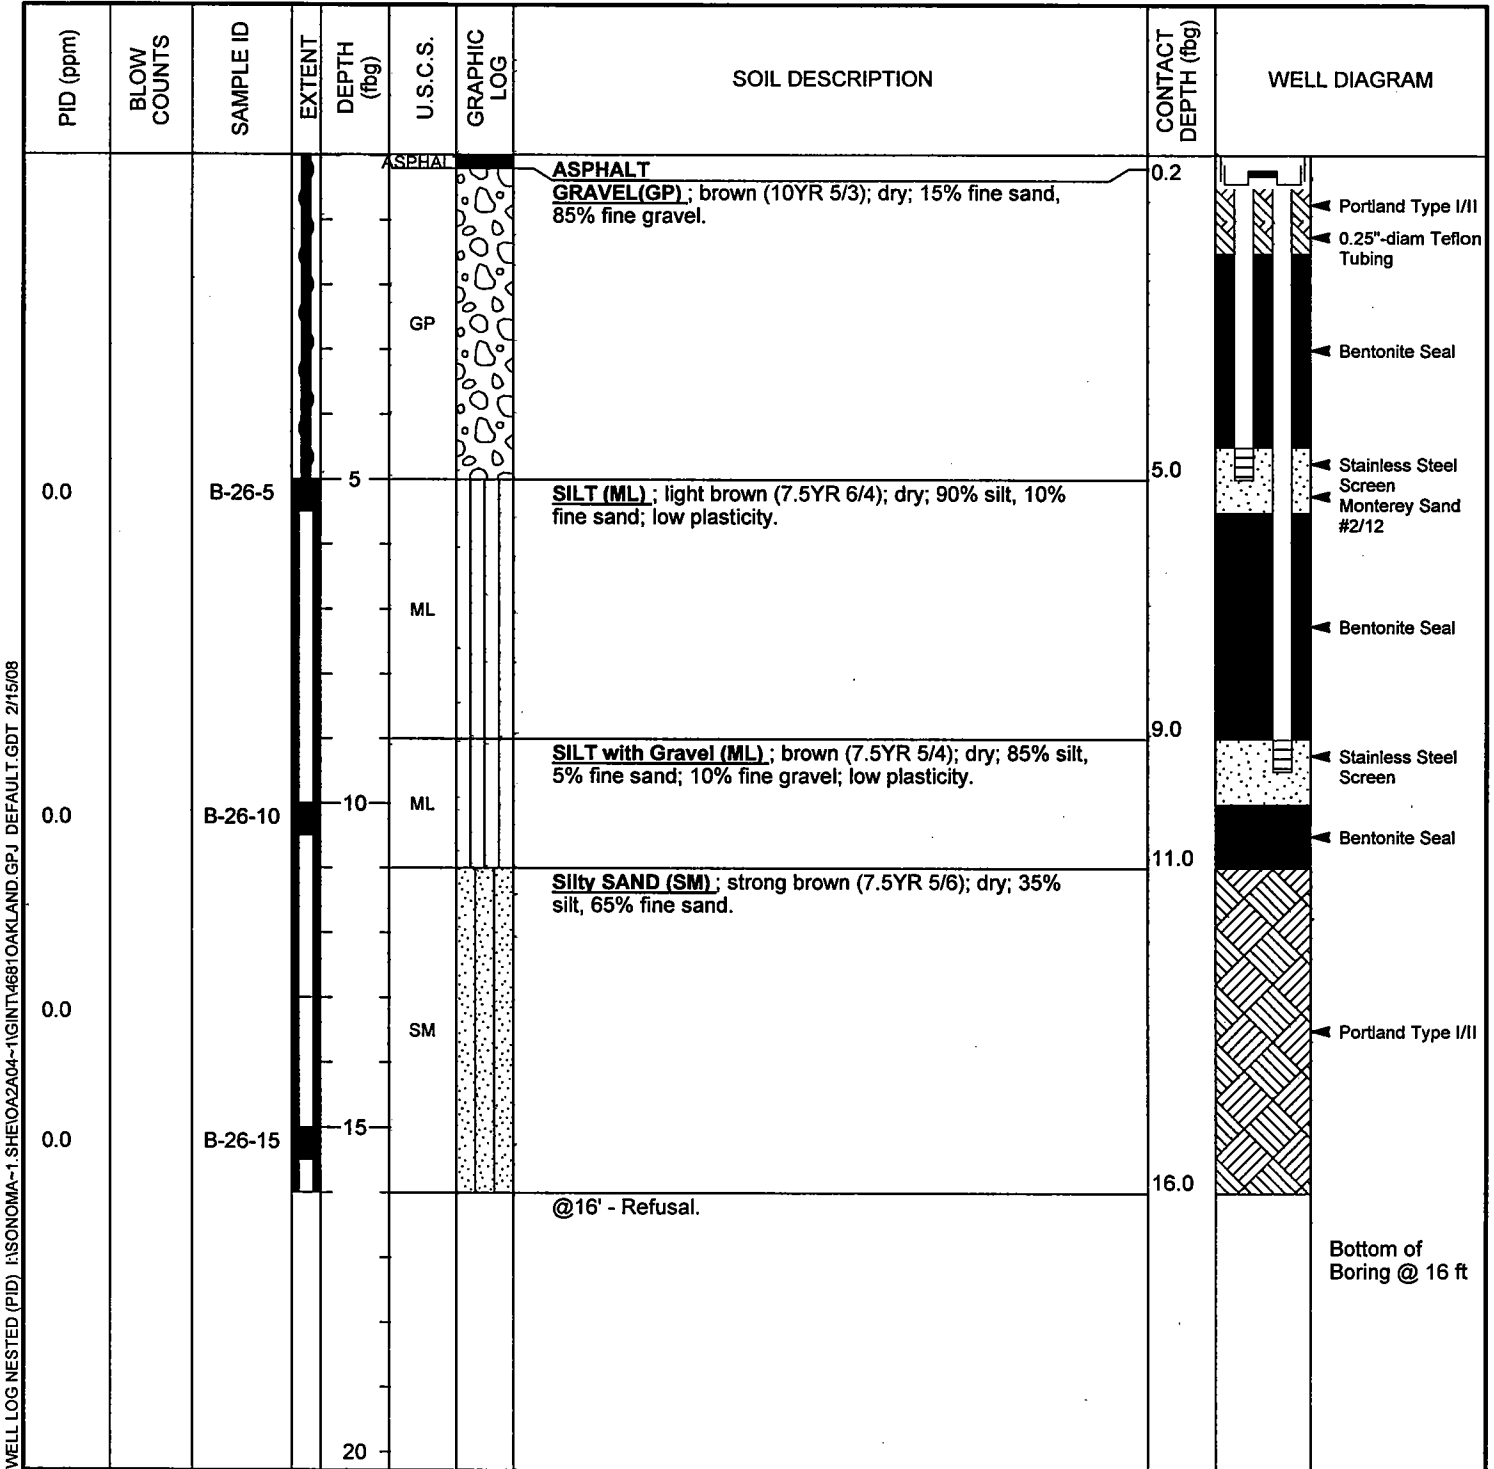 PID (ppm)
BLOW
COUNTS
SAMPLE ID
EXTENT
DEPTH
(fbg)
U.S.C.S.
GRAPHIC
LOG
SOIL DESCRIPTION
CONTACT
DEPTH (fbg)
WELL DIAGRAM
ASPHAL
ASPHALT
0.2
GRAVEL(GP) ; brown (10YR 5/3); dry; 15% fine sand,
85% fine gravel.
Portland Type I/II
0.25"-diam Teflon
Tubing
GP
Bentonite Seal
0.0
B-26-5
5
5.0
SILT (ML) ; light brown (7.5YR 6/4); dry; 90% silt, 10%
fine sand; low plasticity.
Stainless Steel
Screen
Monterey Sand
#2/12
ML
Bentonite Seal
9.0
SILT with Gravel (ML) ; brown (7.5YR 5/4); dry; 85% silt,
5% fine sand; 10% fine gravel; low plasticity.
Stainless Steel
Screen
0.0
B-26-10
10
ML
Bentonite Seal
11.0
Silty SAND (SM) ; strong brown (7.5YR 5/6); dry; 35%
silt, 65% fine sand.
0.0
SM
Portland Type I/II
0.0
B-26-15
15
16.0
@16' - Refusal.
Bottom of
Boring @ 16 ft
20
WELL LOG NESTED (PID) I:\SONOMA~1.SHE\OA2A04~1\GINT\4681OAKLAND.GPJ DEFAULT.GDT 2/15/08